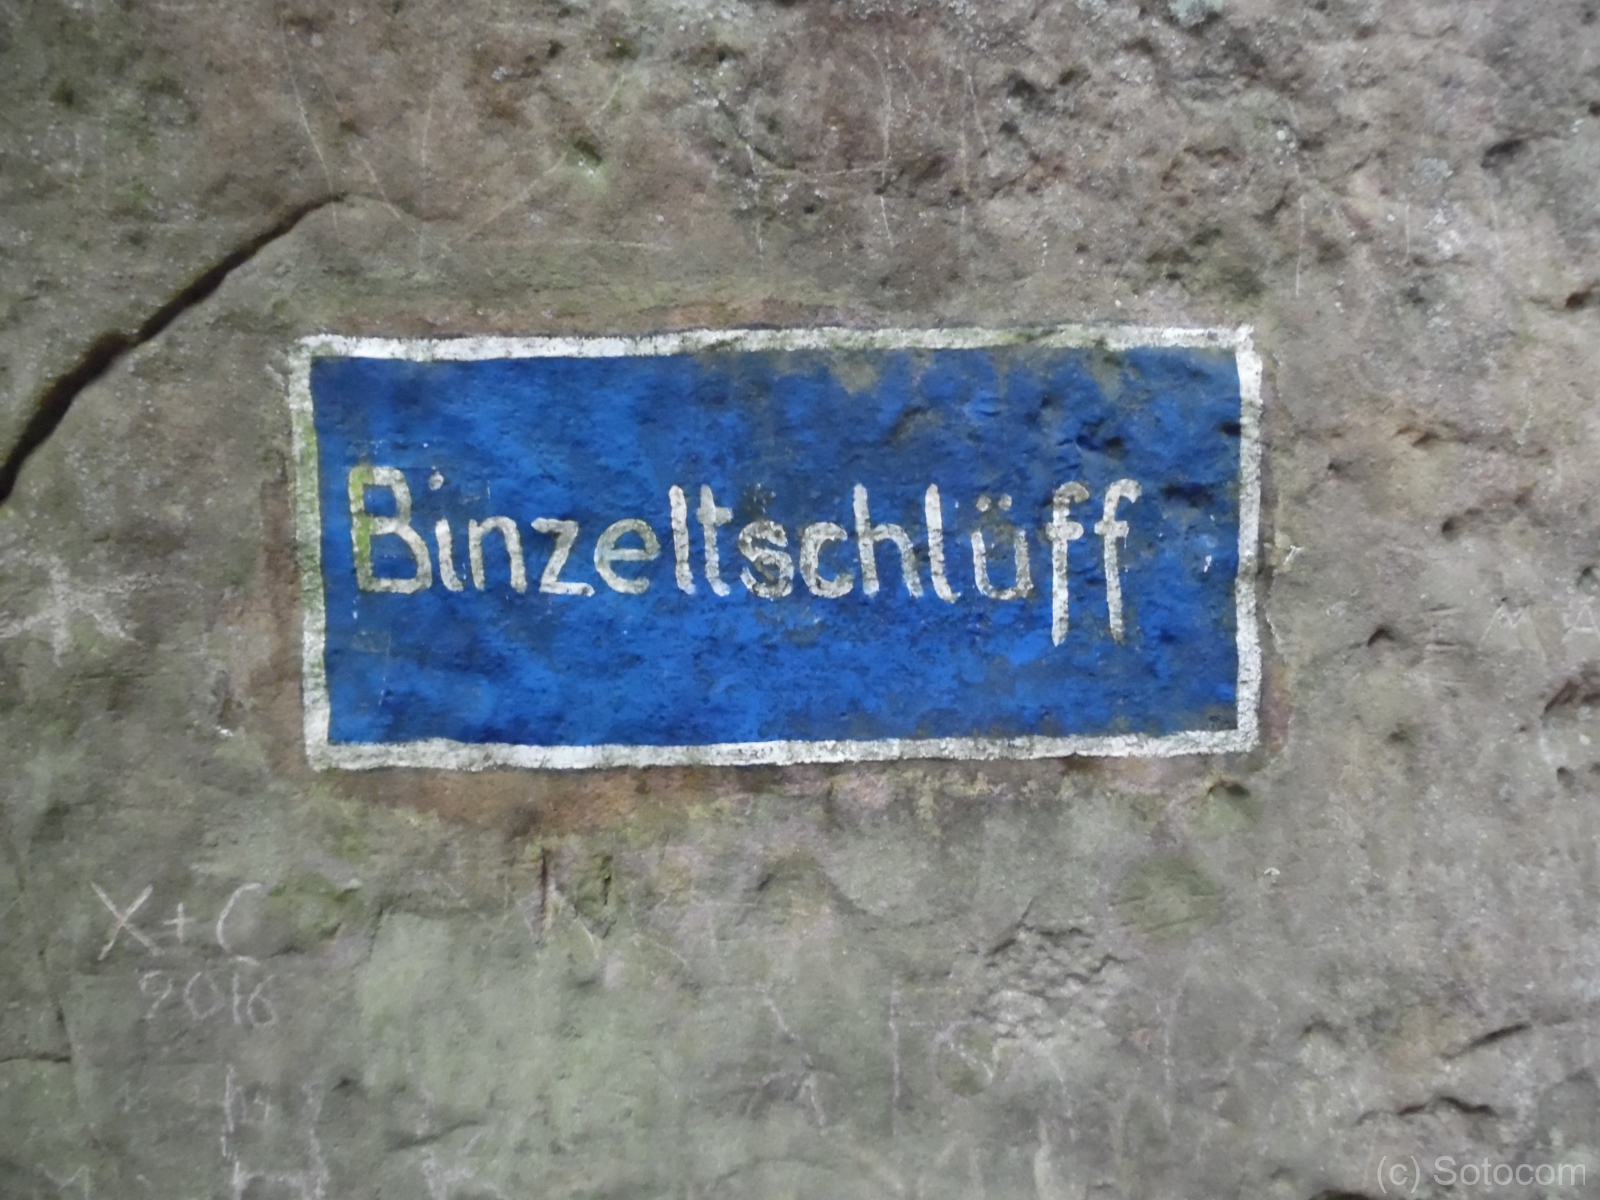 Binzeltschlüff
X+C
2016
(c) Sotocom